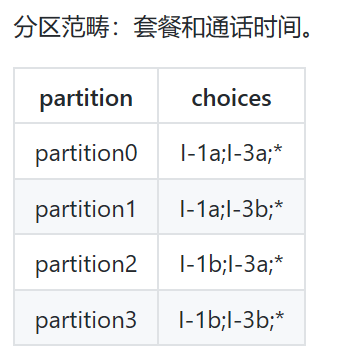 分区范畴：套餐和通话时间。
partition choices
partition0 I-1a;I-3a;*
partition1 I-1a;I-3b;*
partition2 I-1b;I-3a;*
partition3 I-1b;I-3b;*